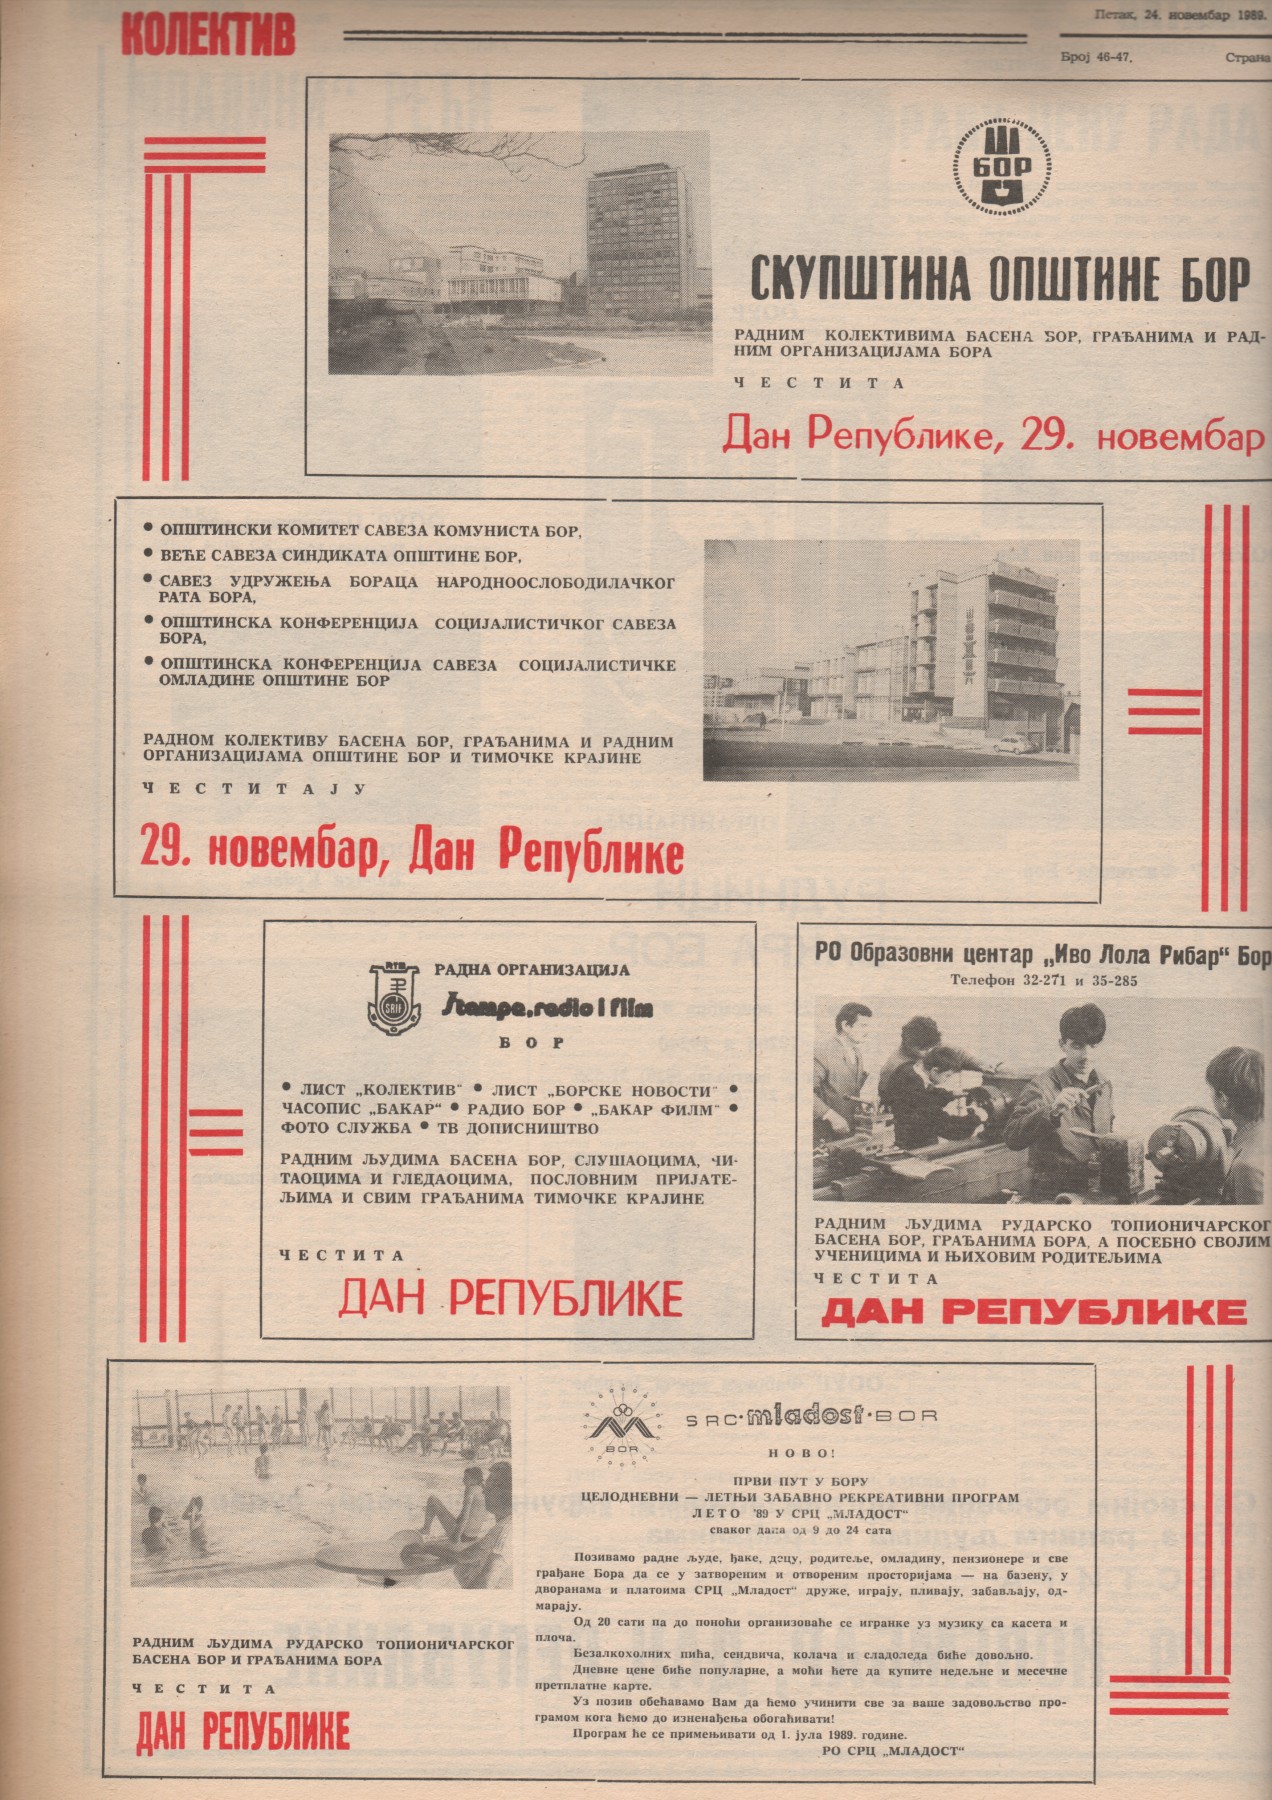 КОЛЕКТИВ
Петак, 24. новембар 1989.
Број 46-47.
Страна
БОР
СКУПШТИНА ОПШТИНЕ БОР
РАДНИМ КОЛЕКТИВИМА БАСЕНА БОР, ГРАЂАНИМА И РАД-
НИМ ОРГАНИЗАЦИЈАМА БОРА
Ч Е С Т И Т А
Дан Републике, 29. новембар
• ОПШТИНСКИ КОМИТЕТ САВЕЗА КОМУНИСТА БОР,
• ВЕЋЕ САВЕЗА СИНДИКАТА ОПШТИНЕ БОР,
• САВЕЗ УДРУЖЕЊА БОРАЦА НАРОДНООСЛОБОДИЛАЧКОГ
РАТА БОРА,
• ОПШТИНСКА КОНФЕРЕНЦИЈА СОЦИЈАЛИСТИЧКОГ САВЕЗА
БОРА,
• ОПШТИНСКА КОНФЕРЕНЦИЈА САВЕЗА СОЦИЈАЛИСТИЧКЕ
ОМЛАДИНЕ ОПШТИНЕ БОР
РАДНОМ КОЛЕКТИВУ БАСЕНА БОР, ГРАЂАНИМА И РАДНИМ
ОРГАНИЗАЦИЈАМА ОПШТИНЕ БОР И ТИМОЧКЕ КРАЈИНЕ
Ч Е С Т И Т А Ј У
29. новембар, Дан Републике
RTB
SRIF
РАДНА ОРГАНИЗАЦИЈА
Štampa, radio i film
Б О Р
• ЛИСТ „КОЛЕКТИВ“ • ЛИСТ „БОРСКЕ НОВОСТИ“ •
ЧАСОПИС „БАКАР“ • РАДИО БОР • „БАКАР ФИЛМ“ •
ФОТО СЛУЖБА • ТВ ДОПИСНИШТВО
РАДНИМ ЉУДИМА БАСЕНА БОР, СЛУШАОЦИМА, ЧИ-
ТАОЦИМА И ГЛЕДАОЦИМА, ПОСЛОВНИМ ПРИЈАТЕ-
ЉИМА И СВИМ ГРАЂАНИМА ТИМОЧКЕ КРАЈИНЕ
Ч Е С Т И Т А
ДАН РЕПУБЛИКЕ
РО Образовни центар „Иво Лола Рибар“ Бор
Телефон 32-271 и 35-285
РАДНИМ ЉУДИМА РУДАРСКО ТОПИОНИЧАРСКОГ
БАСЕНА БОР, ГРАЂАНИМА БОРА, А ПОСЕБНО СВОЈИМ
УЧЕНИЦИМА И ЊИХОВИМ РОДИТЕЉИМА
Ч Е С Т И Т А
ДАН РЕПУБЛИКЕ
РАДНИМ ЉУДИМА РУДАРСКО ТОПИОНИЧАРСКОГ
БАСЕНА БОР И ГРАЂАНИМА БОРА
Ч Е С Т И Т А
ДАН РЕПУБЛИКЕ
BOR
SRC·mladost·BOR
Н О В О !
ПРВИ ПУТ У БОРУ
ЦЕЛОДНЕВНИ — ЛЕТЊИ ЗАБАВНО РЕКРЕАТИВНИ ПРОГРАМ
Л Е Т О '89 У СРЦ „МЛАДОСТ“
сваког дана од 9 до 24 сата
Позивамо радне људе, ђаке, децу, родитеље, омладину, пензионере и све
грађане Бора да се у затвореним и отвореним просторијама — на базену, у
дворанама и платоима СРЦ „Младост“ друже, играју, пливају, забављају, од-
марају.
Од 20 сати па до поноћи организоваће се игранке уз музику са касета и
плоча.
Безалкохолних пића, сендвича, колача и сладоледа биће довољно.
Дневне цене биће популарне, а моћи ћете да купите недељне и месечне
претплатне карте.
Уз позив обећавамо Вам да ћемо учинити све за ваше задовољство про-
грамом кога ћемо до изненађења обогаћивати!
Програм ће се примењивати од 1. јула 1989. године.
РО СРЦ „МЛАДОСТ“